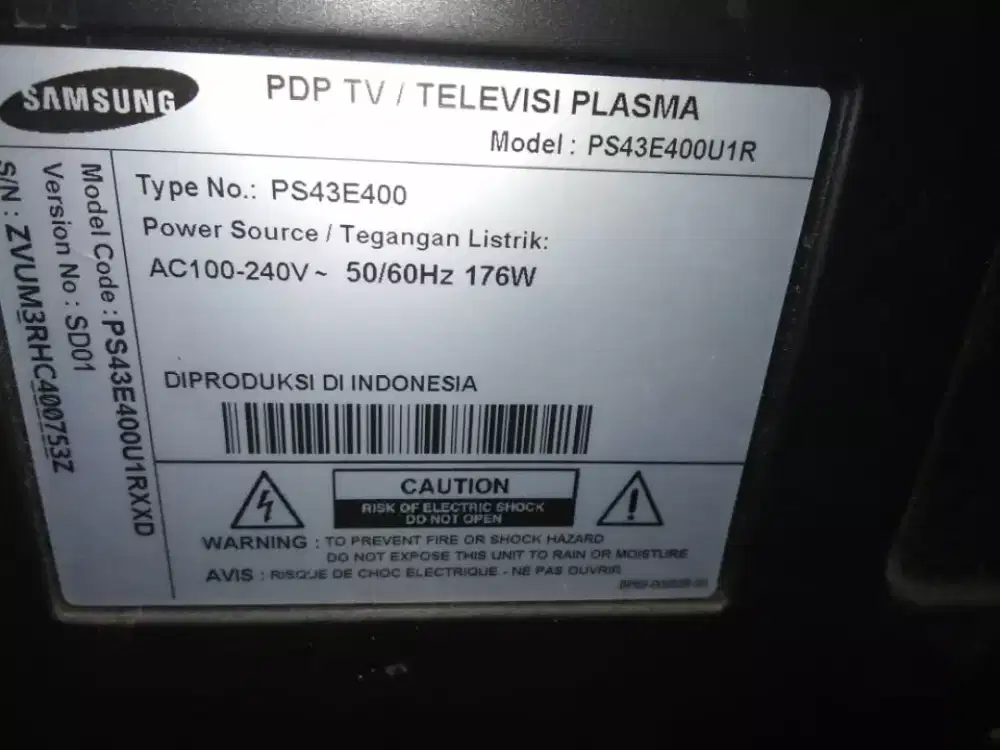 SAMSUNG
PDP TV / TELEVISI PLASMA
Model : PS43E400U1R
Model Code : PS43E400U1RXXD
Version No : SD01
S/N : ZVUM3RHC400753Z
Type No.: PS43E400
Power Source / Tegangan Listrik:
AC100-240V~ 50/60Hz 176W
DIPRODUKSI DI INDONESIA
CAUTION
RISK OF ELECTRIC SHOCK
DO NOT OPEN
WARNING : TO PREVENT FIRE OR SHOCK HAZARD
DO NOT EXPOSE THIS UNIT TO RAIN OR MOISTURE
AVIS : RISQUE DE CHOC ELECTRIQUE - NE PAS OUVRIR